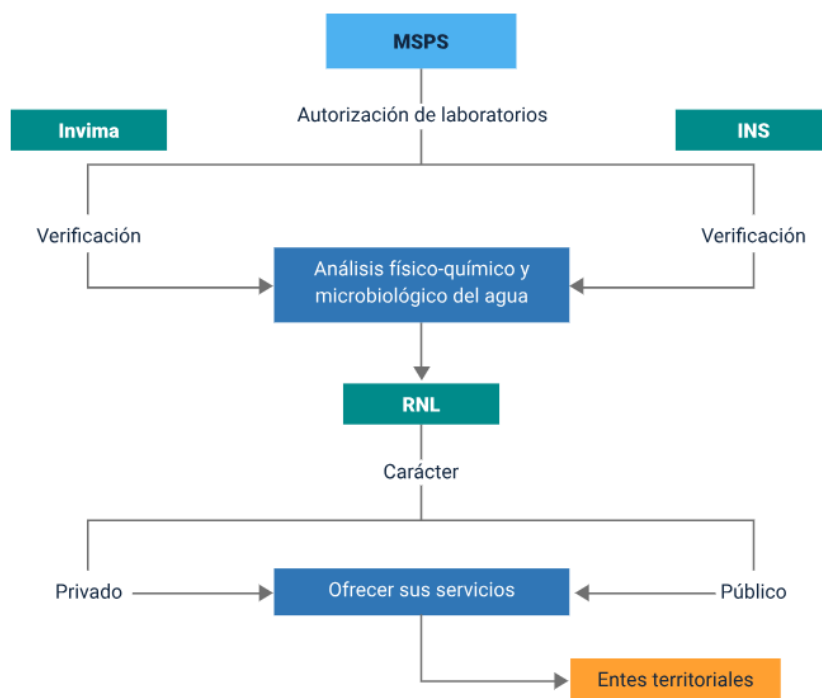 MSPS
Autorización de laboratorios
Invima
INS
Verificación
Verificación
Análisis físico-químico y
microbiológico del agua
RNL
Carácter
Privado
Ofrecer sus servicios
Público
Entes territoriales